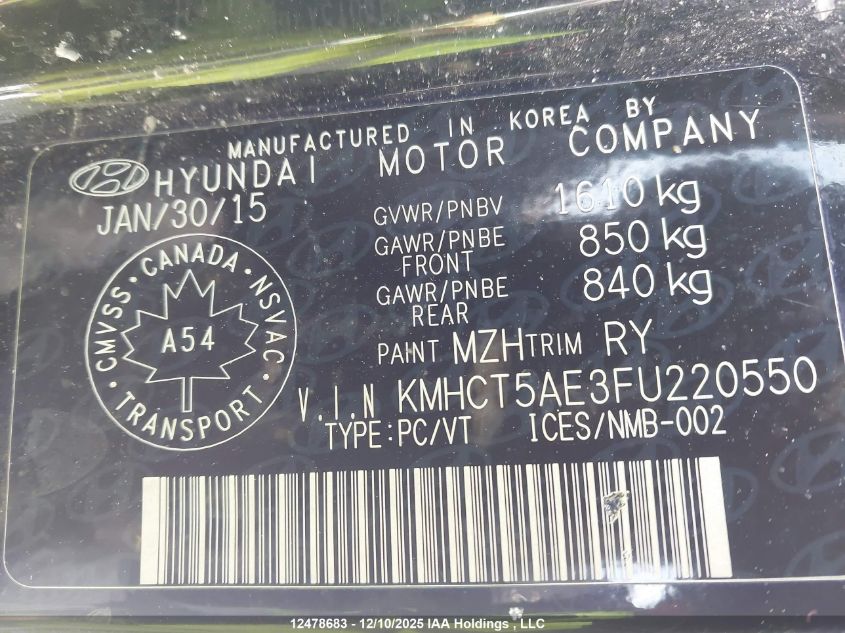 MANUFACTURED IN KOREA BY
HYUNDAI MOTOR COMPANY
JAN/30/15
GVWR/PNBV 1610 kg
GAWR/PNBE FRONT 850 kg
GAWR/PNBE REAR 840 kg
PAINT MZH TRIM RY
V.I.N KMHCT5AE3FU220550
TYPE:PC/VT ICES/NMB-002
CMVSS · CANADA · NSVAC
A54
· TRANSPORT ·
12478683 - 12/10/2025 IAA Holdings , LLC